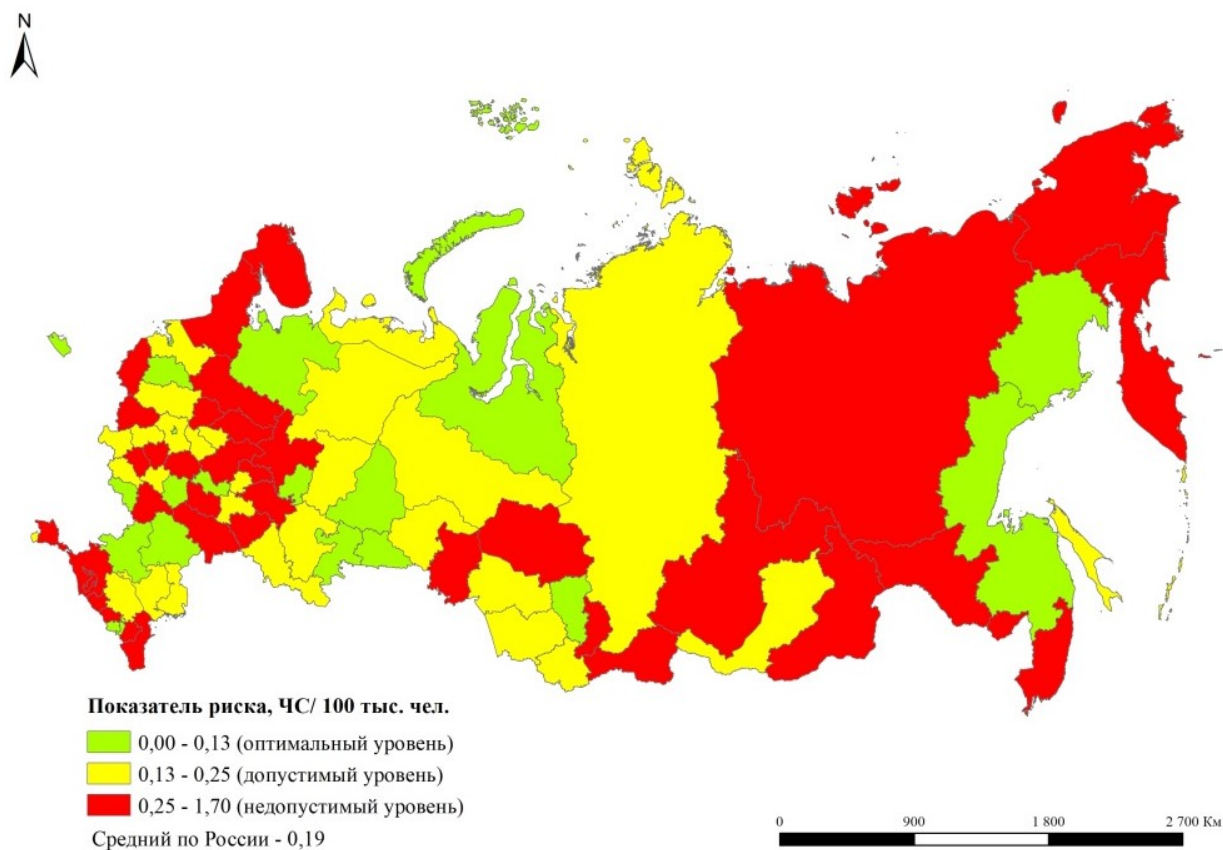 N
Показатель риска, ЧС/ 100 тыс. чел.
0,00 - 0,13 (оптимальный уровень)
0,13 - 0,25 (допустимый уровень)
0,25 - 1,70 (недопустимый уровень)
Средний по России - 0,19
0 900 1 800 2 700 Км